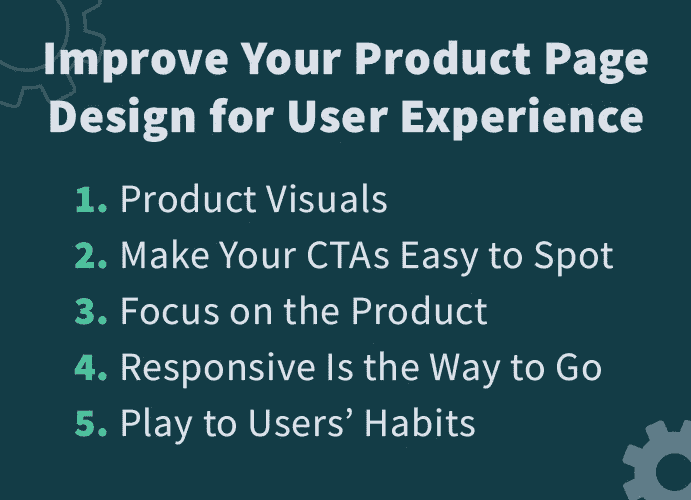 Improve Your Product Page
Design for User Experience
1. Product Visuals
2. Make Your CTAs Easy to Spot
3. Focus on the Product
4. Responsive Is the Way to Go
5. Play to Users’ Habits